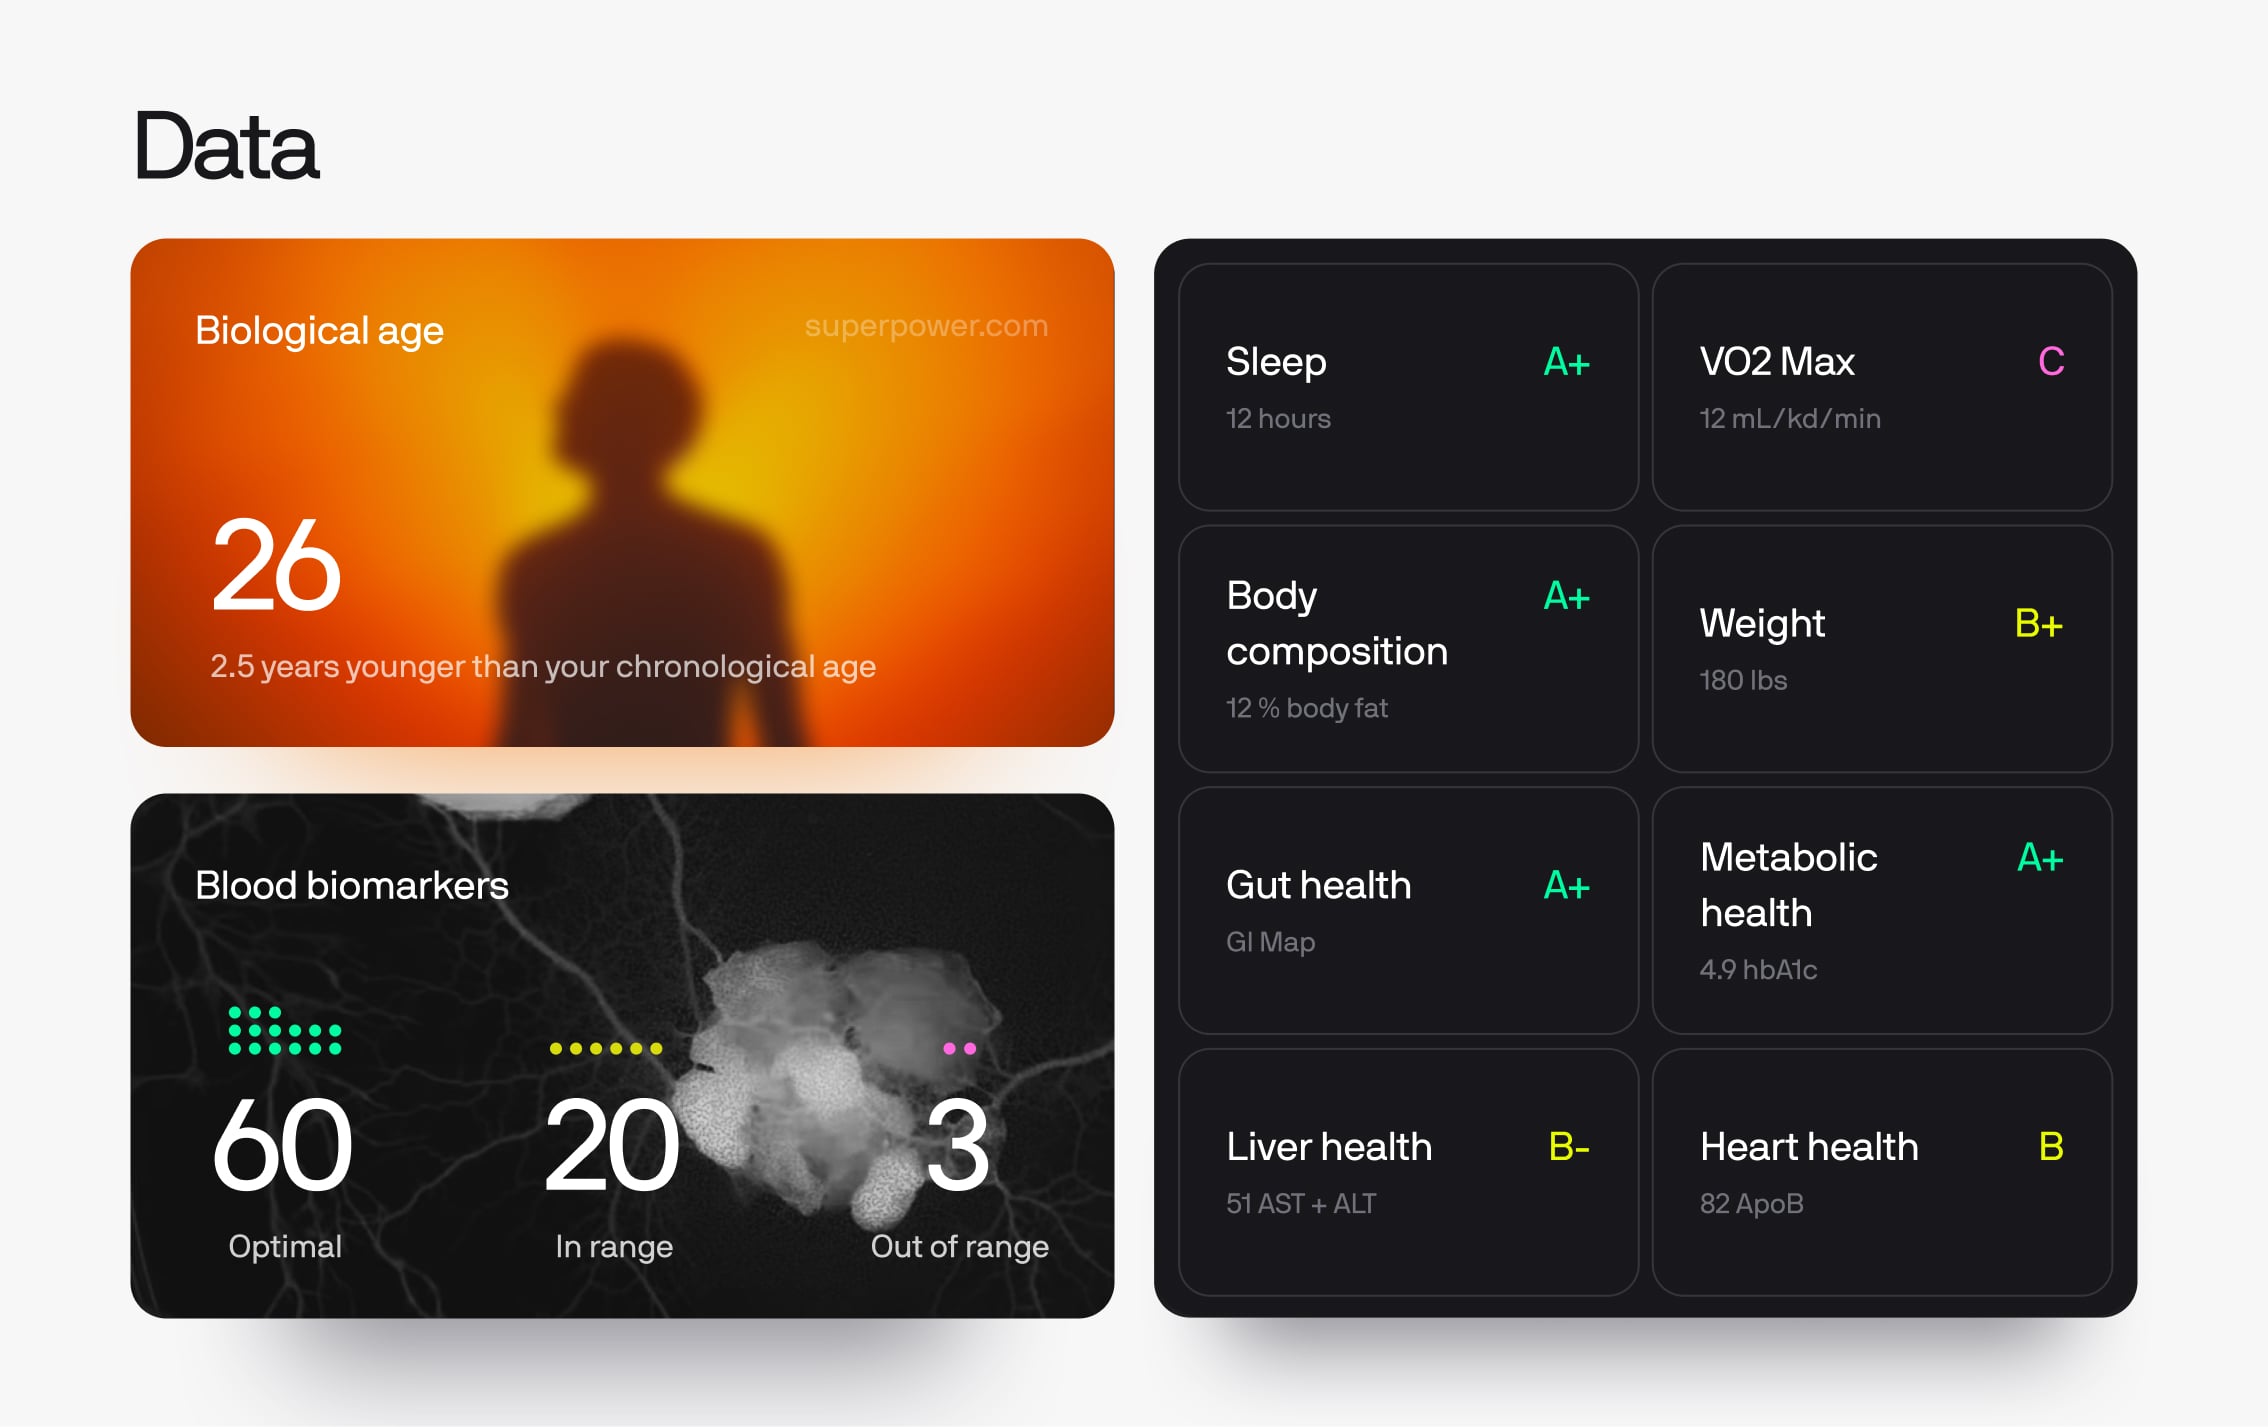 Data
Biological age
superpower.com
26
2.5 years younger than your chronological age
Blood biomarkers
60
20
3
Optimal
In range
Out of range
Sleep
A+
12 hours
VO2 Max
C
12 mL/kd/min
Body
composition
A+
12 % body fat
Weight
B+
180 lbs
Gut health
A+
GI Map
Metabolic
health
A+
4.9 hbA1c
Liver health
B-
51 AST + ALT
Heart health
B
82 ApoB